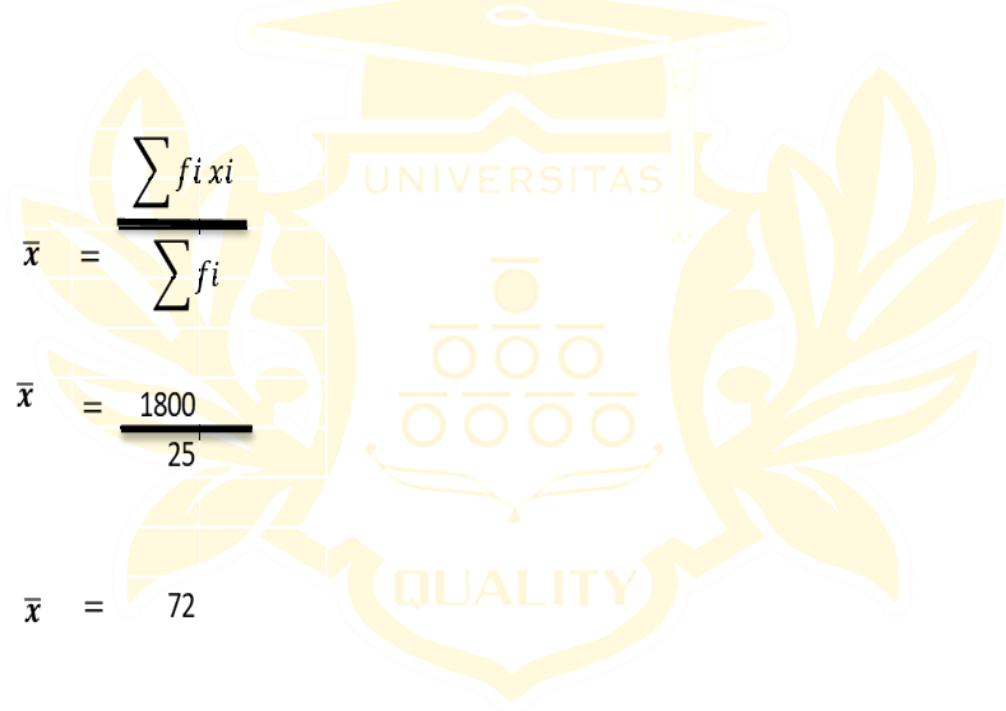 UNIVERSITAS
x̄ = ∑ fi xi
∑ fi
x̄ = 1800
25
QUALITY
x̄ = 72